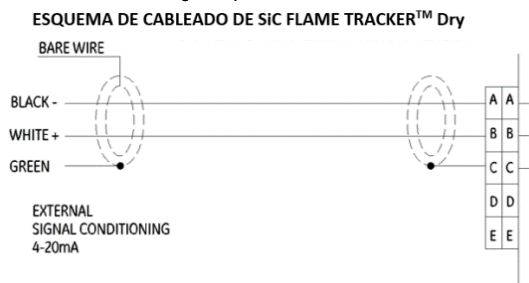 ESQUEMA DE CABLEADO DE SiC FLAME TRACKER™ Dry
BARE WIRE
BLACK -
A A
WHITE +
B B
GREEN
C C
D D
E E
EXTERNAL
SIGNAL CONDITIONING
4-20mA